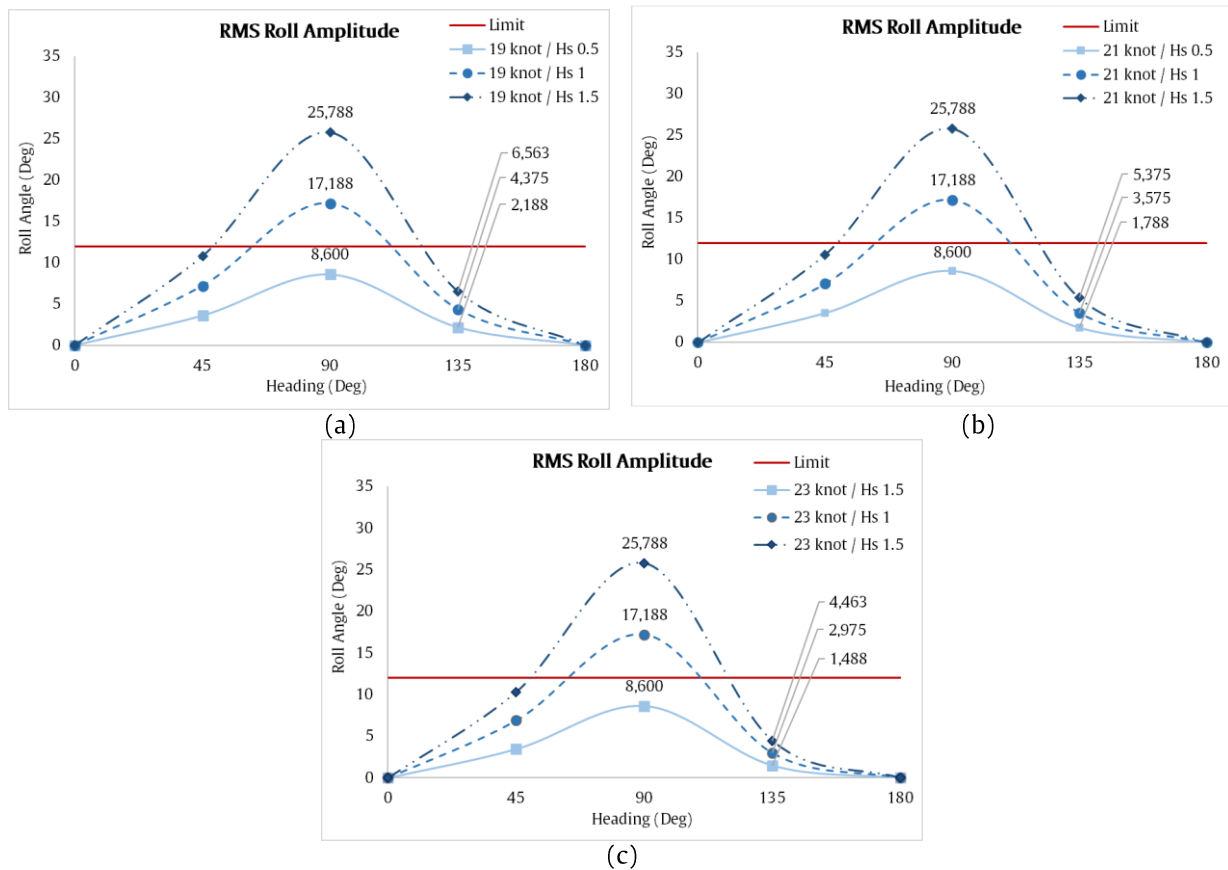 RMS Roll Amplitude
Limit
19 knot / Hs 0.5
19 knot / Hs 1
19 knot / Hs 1.5
35
30
25
20
15
10
5
0
Roll Angle (Deg)
25,788
17,188
8,600
6,563
4,375
2,188
0 45 90 135 180
Heading (Deg)
(a)
RMS Roll Amplitude
Limit
21 knot / Hs 0.5
21 knot / Hs 1
21 knot / Hs 1.5
35
30
25
20
15
10
5
0
Roll Angle (Deg)
25,788
17,188
8,600
5,375
3,575
1,788
0 45 90 135 180
Heading (Deg)
(b)
RMS Roll Amplitude
Limit
23 knot / Hs 1.5
23 knot / Hs 1
23 knot / Hs 1.5
35
30
25
20
15
10
5
0
Roll Angle (Deg)
25,788
17,188
8,600
4,463
2,975
1,488
0 45 90 135 180
Heading (Deg)
(c)